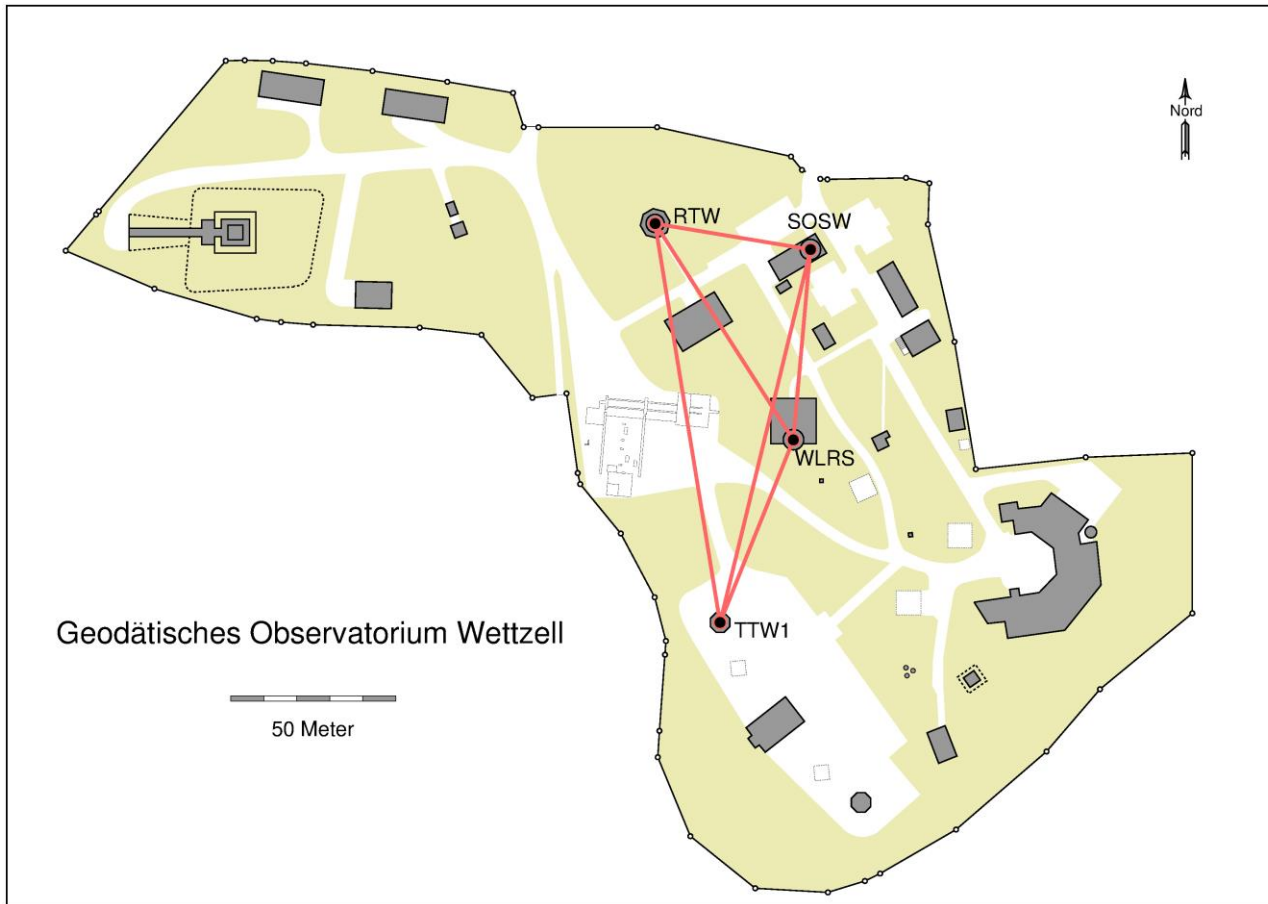 Nord
RTW
SOSW
WLRS
TTW1
Geodätisches Observatorium Wettzell
50 Meter